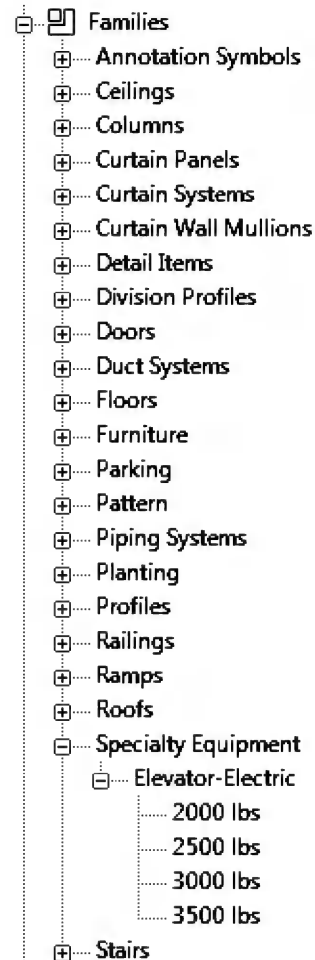 Families
Annotation Symbols
Ceilings
Columns
Curtain Panels
Curtain Systems
Curtain Wall Mullions
Detail Items
Division Profiles
Doors
Duct Systems
Floors
Furniture
Parking
Pattern
Piping Systems
Planting
Profiles
Railings
Ramps
Roofs
Specialty Equipment
Elevator-Electric
2000 lbs
2500 lbs
3000 lbs
3500 lbs
Stairs